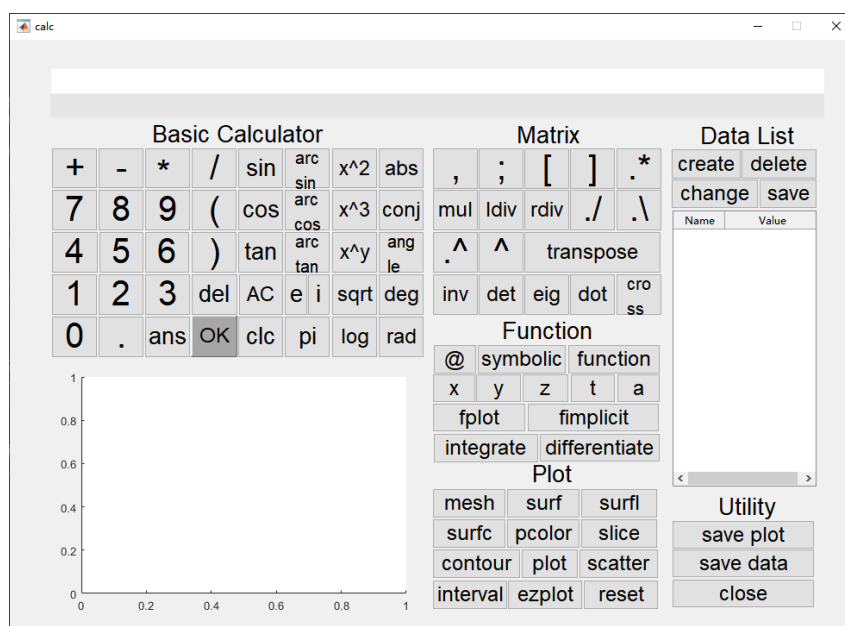 calc
Basic Calculator
+ - * / sin arc sin x^2 abs
7 8 9 ( cos arc cos x^3 conj
4 5 6 ) tan arc tan x^y ang le
1 2 3 del AC e i sqrt deg
0 . ans OK clc pi log rad
1
0.8
0.6
0.4
0.2
0
0 0.2 0.4 0.6 0.8 1
Matrix
, ; [ ] .*
mul ldiv rdiv ./ .\
.^ ^ transpose
inv det eig dot cro ss
Function
@ symbolic function
x y z t a
fplot fimplicit
integrate differentiate
Plot
mesh surf surfl
surfc pcolor slice
contour plot scatter
interval ezplot reset
Data List
create delete
change save
Name Value
Utility
save plot
save data
close